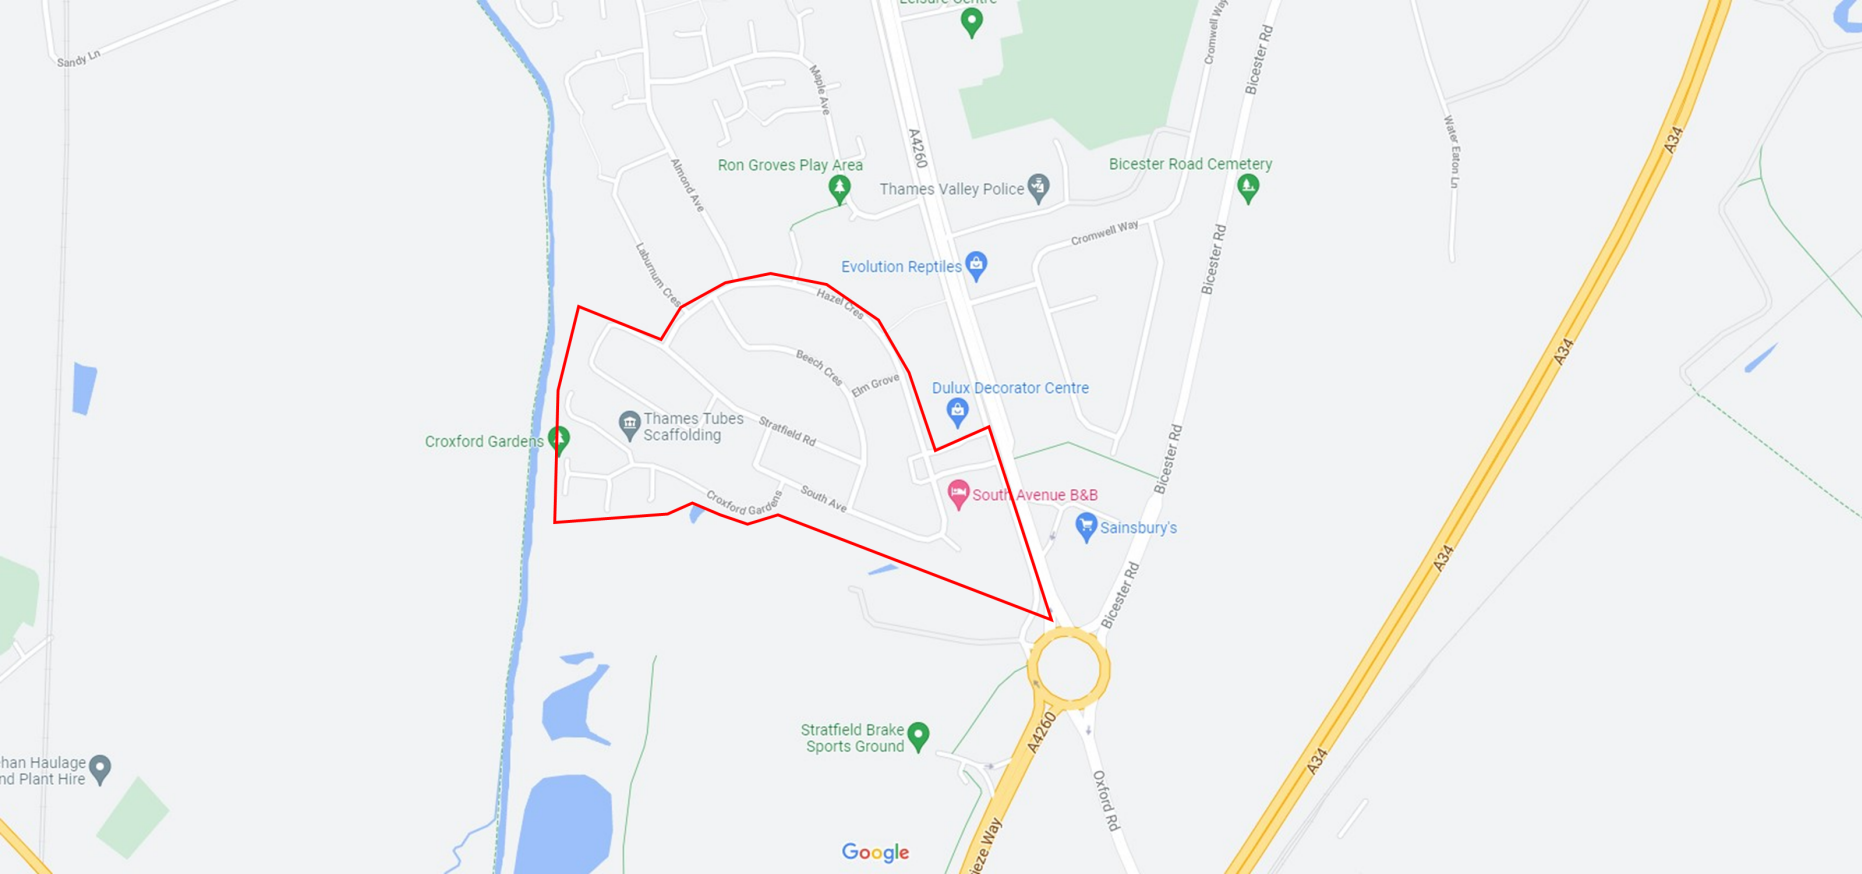 Leisure Centre
Sandy Ln
Cromwell Way
Bicester Rd
Maple Ave
A4260
A34
Water Eaton Ln
Ron Groves Play Area
Almond Ave
Thames Valley Police
Bicester Road Cemetery
Cromwell Way
Evolution Reptiles
Bicester Rd
Laburnum Cres
Hazel Cres
A34
Beech Cres
Elm Grove
Dulux Decorator Centre
Thames Tubes
Scaffolding
Stratfield Rd
Croxford Gardens
Bicester Rd
Croxford Gardens
South Ave
South Avenue B&B
Sainsbury's
A34
Bicester Rd
Stratfield Brake
Sports Ground
A4260
A34
han Haulage
nd Plant Hire
Oxford Rd
ieze Way
Google